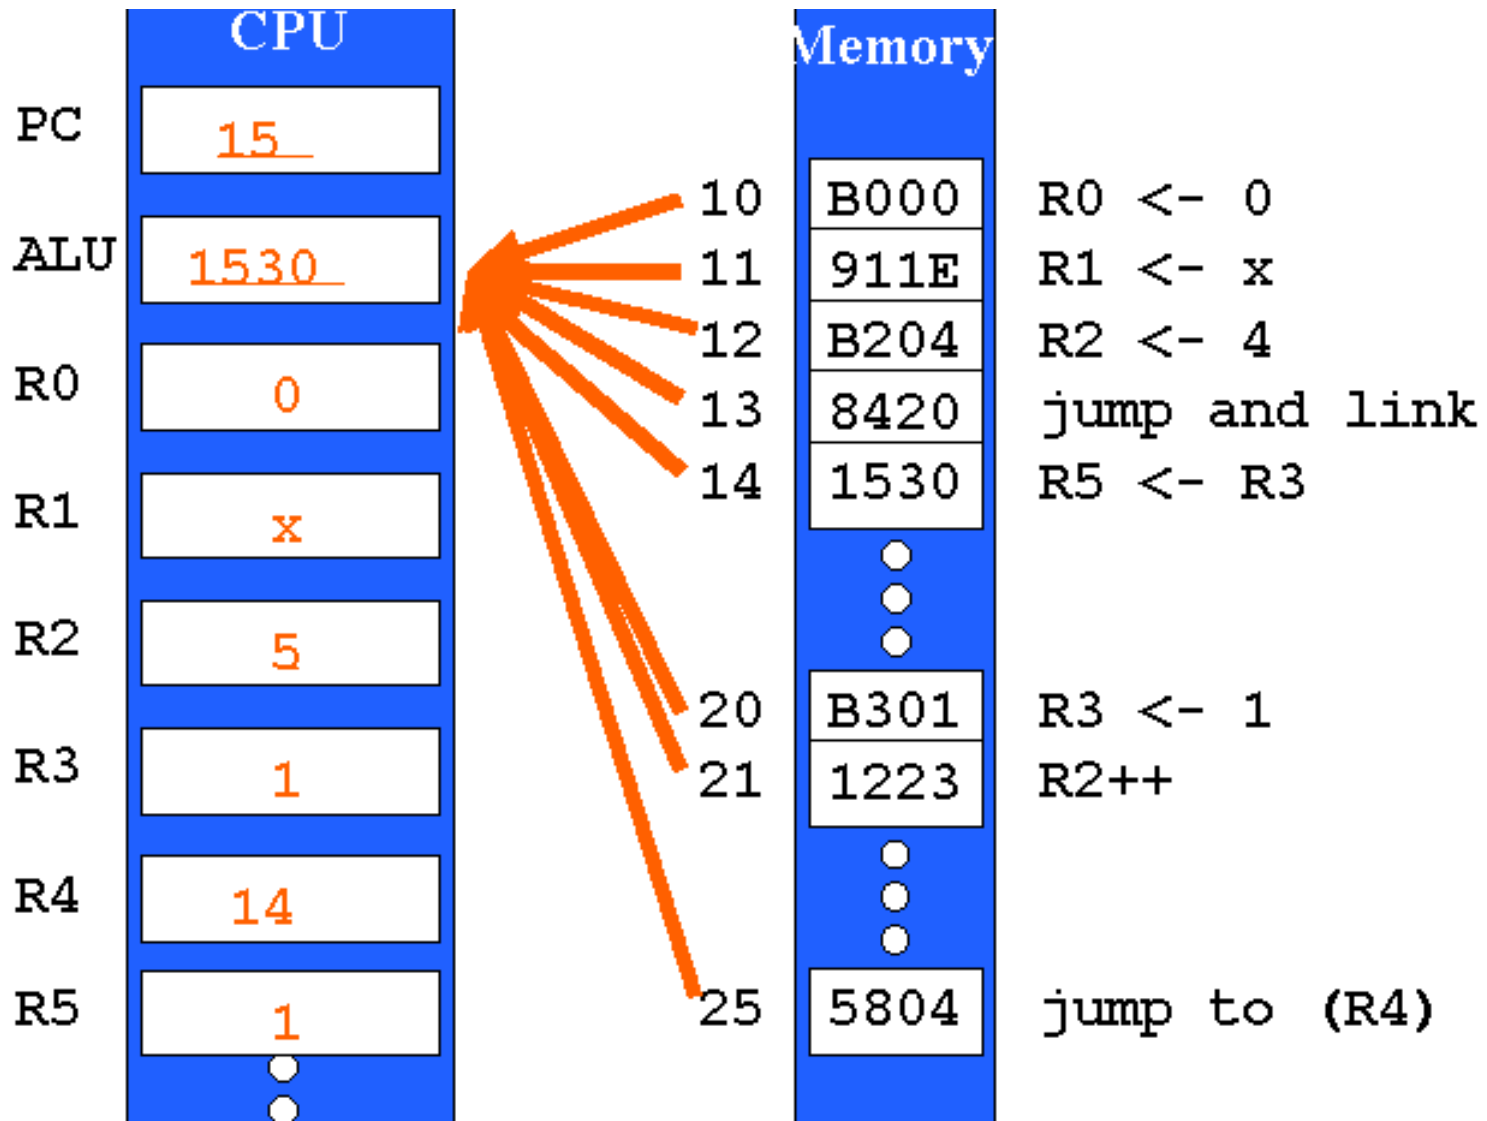 CPU
Memory
PC 15
ALU 1530
R0 0
R1 x
R2 5
R3 1
R4 14
R5 1
10 B000 R0 <- 0
11 911E R1 <- x
12 B204 R2 <- 4
13 8420 jump and link
14 1530 R5 <- R3
20 B301 R3 <- 1
21 1223 R2++
25 5804 jump to (R4)